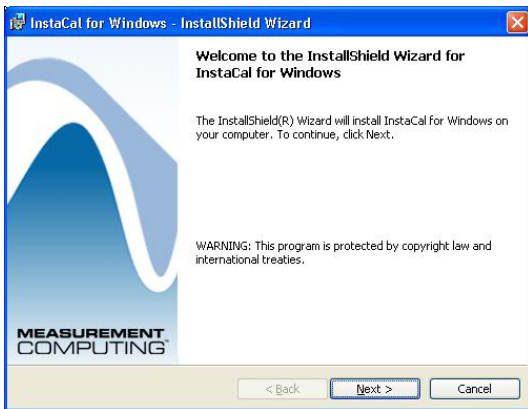 InstaCal for Windows - InstallShield Wizard
Welcome to the InstallShield Wizard for
InstaCal for Windows
The InstallShield(R) Wizard will install InstaCal for Windows on
your computer. To continue, click Next.
WARNING: This program is protected by copyright law and
international treaties.
MEASUREMENT
COMPUTING™
< Back
Next >
Cancel